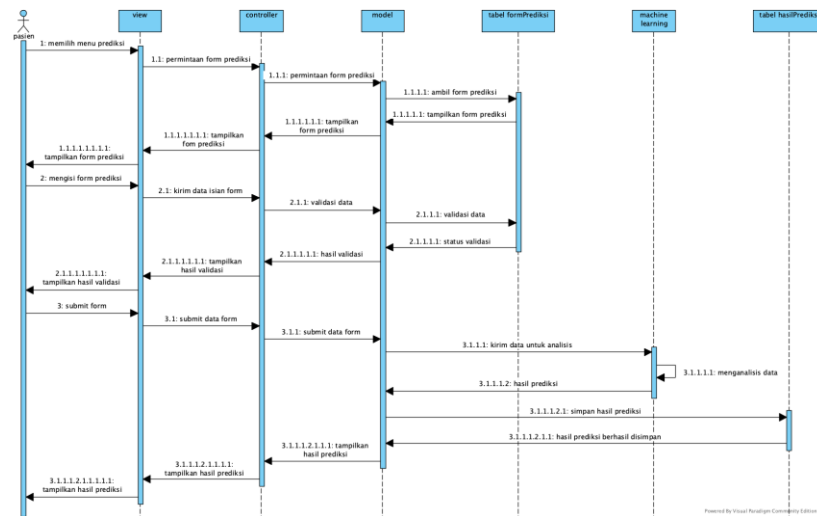 view
controller
model
tabel formPrediksi
machine
learning
tabel hasilPrediks
pasien
1: memilih menu prediksi
1.1: permintaan form prediksi
1.1.1: permintaan form prediksi
1.1.1.1: ambil form prediksi
1.1.1.1.1: tampilkan form prediksi
1.1.1.1.1.1: tampilkan
form prediksi
1.1.1.1.1.1.1: tampilkan
fom prediksi
1.1.1.1.1.1.1.1:
tampilkan form prediksi
2: mengisi form prediksi
2.1: kirim data isian form
2.1.1: validasi data
2.1.1.1: validasi data
2.1.1.1.1: status validasi
2.1.1.1.1.1: hasil validasi
2.1.1.1.1.1.1: tampilkan
hasil validasi
2.1.1.1.1.1.1.1:
tampilkan hasil validasi
3: submit form
3.1: submit data form
3.1.1: submit data form
3.1.1.1: kirim data untuk analisis
3.1.1.1.1: menganalisis data
3.1.1.1.2: hasil prediksi
3.1.1.1.2.1: simpan hasil prediksi
3.1.1.1.2.1.1: hasil prediksi berhasil disimpan
3.1.1.1.2.1.1.1: tampilkan
hasil prediksi
3.1.1.1.2.1.1.1.1:
tampilkan hasil prediksi
3.1.1.1.2.1.1.1.1.1:
tampilkan hasil prediksi
Powered By Visual Paradigm Community Edition